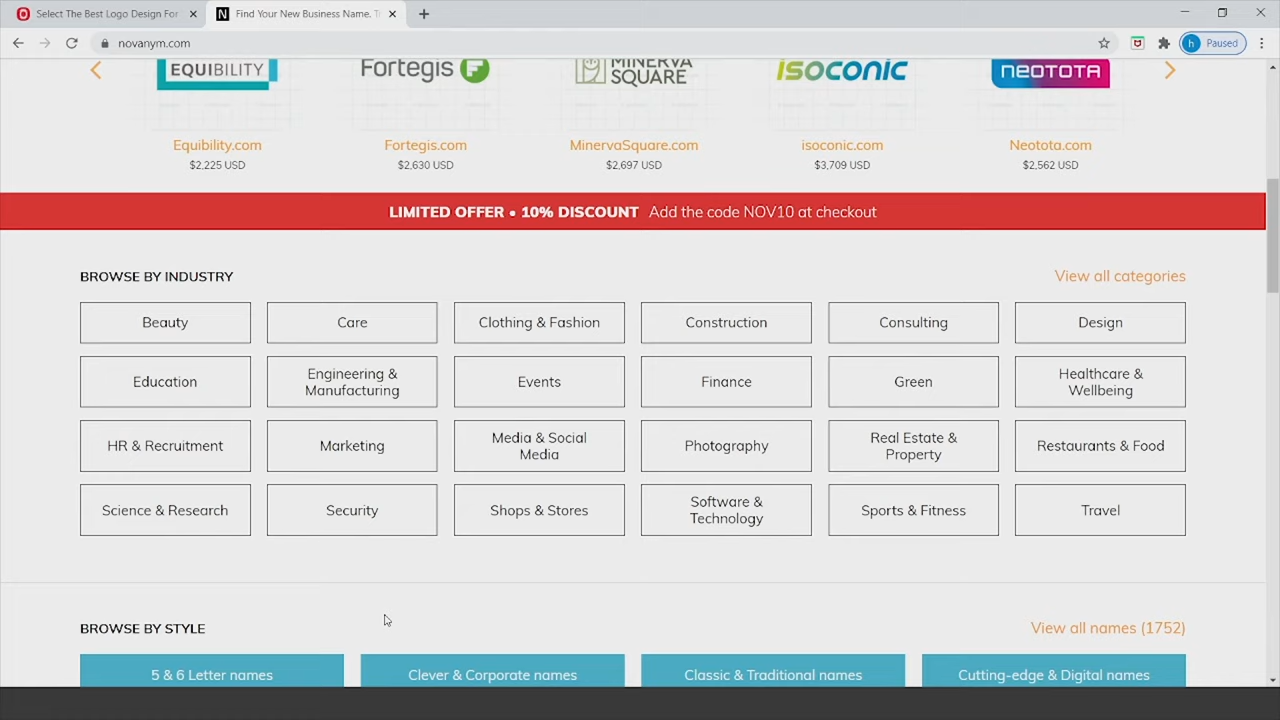 Select The Best Logo Design For
Find Your New Business Name. T
novanym.com
h Paused
EQUIBILITY
Fortegis
MINERVA
SQUARE
isoconic
NEOTOTA
Equibility.com
Fortegis.com
MinervaSquare.com
isoconic.com
Neotota.com
$2,225 USD
$2,630 USD
$2,697 USD
$3,709 USD
$2,562 USD
LIMITED OFFER • 10% DISCOUNT Add the code NOV10 at checkout
BROWSE BY INDUSTRY
View all categories
Beauty
Care
Clothing & Fashion
Construction
Consulting
Design
Education
Engineering &
Manufacturing
Events
Finance
Green
Healthcare &
Wellbeing
HR & Recruitment
Marketing
Media & Social
Media
Photography
Real Estate &
Property
Restaurants & Food
Science & Research
Security
Shops & Stores
Software &
Technology
Sports & Fitness
Travel
BROWSE BY STYLE
View all names (1752)
5 & 6 Letter names
Clever & Corporate names
Classic & Traditional names
Cutting-edge & Digital names